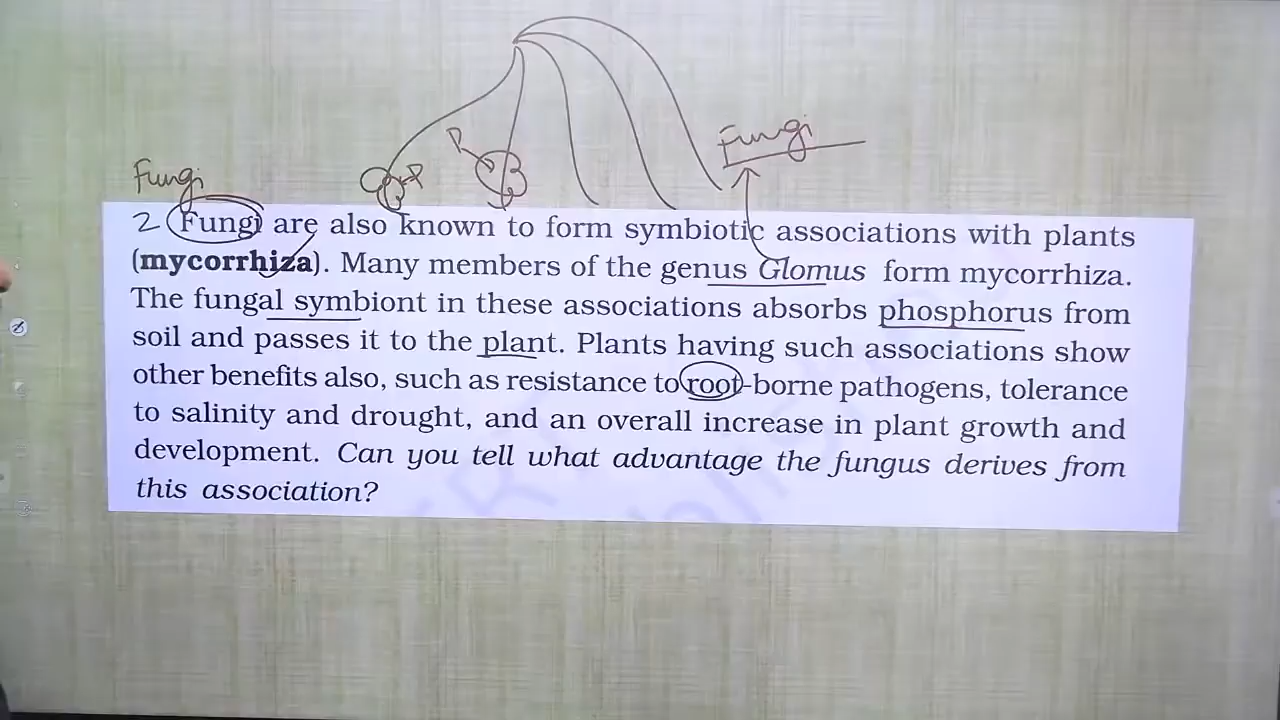 Fungi
P
P
Fungi
2 Fungi are also known to form symbiotic associations with plants
(mycorrhiza). Many members of the genus Glomus form mycorrhiza.
The fungal symbiont in these associations absorbs phosphorus from
soil and passes it to the plant. Plants having such associations show
other benefits also, such as resistance to root-borne pathogens, tolerance
to salinity and drought, and an overall increase in plant growth and
development. Can you tell what advantage the fungus derives from
this association?